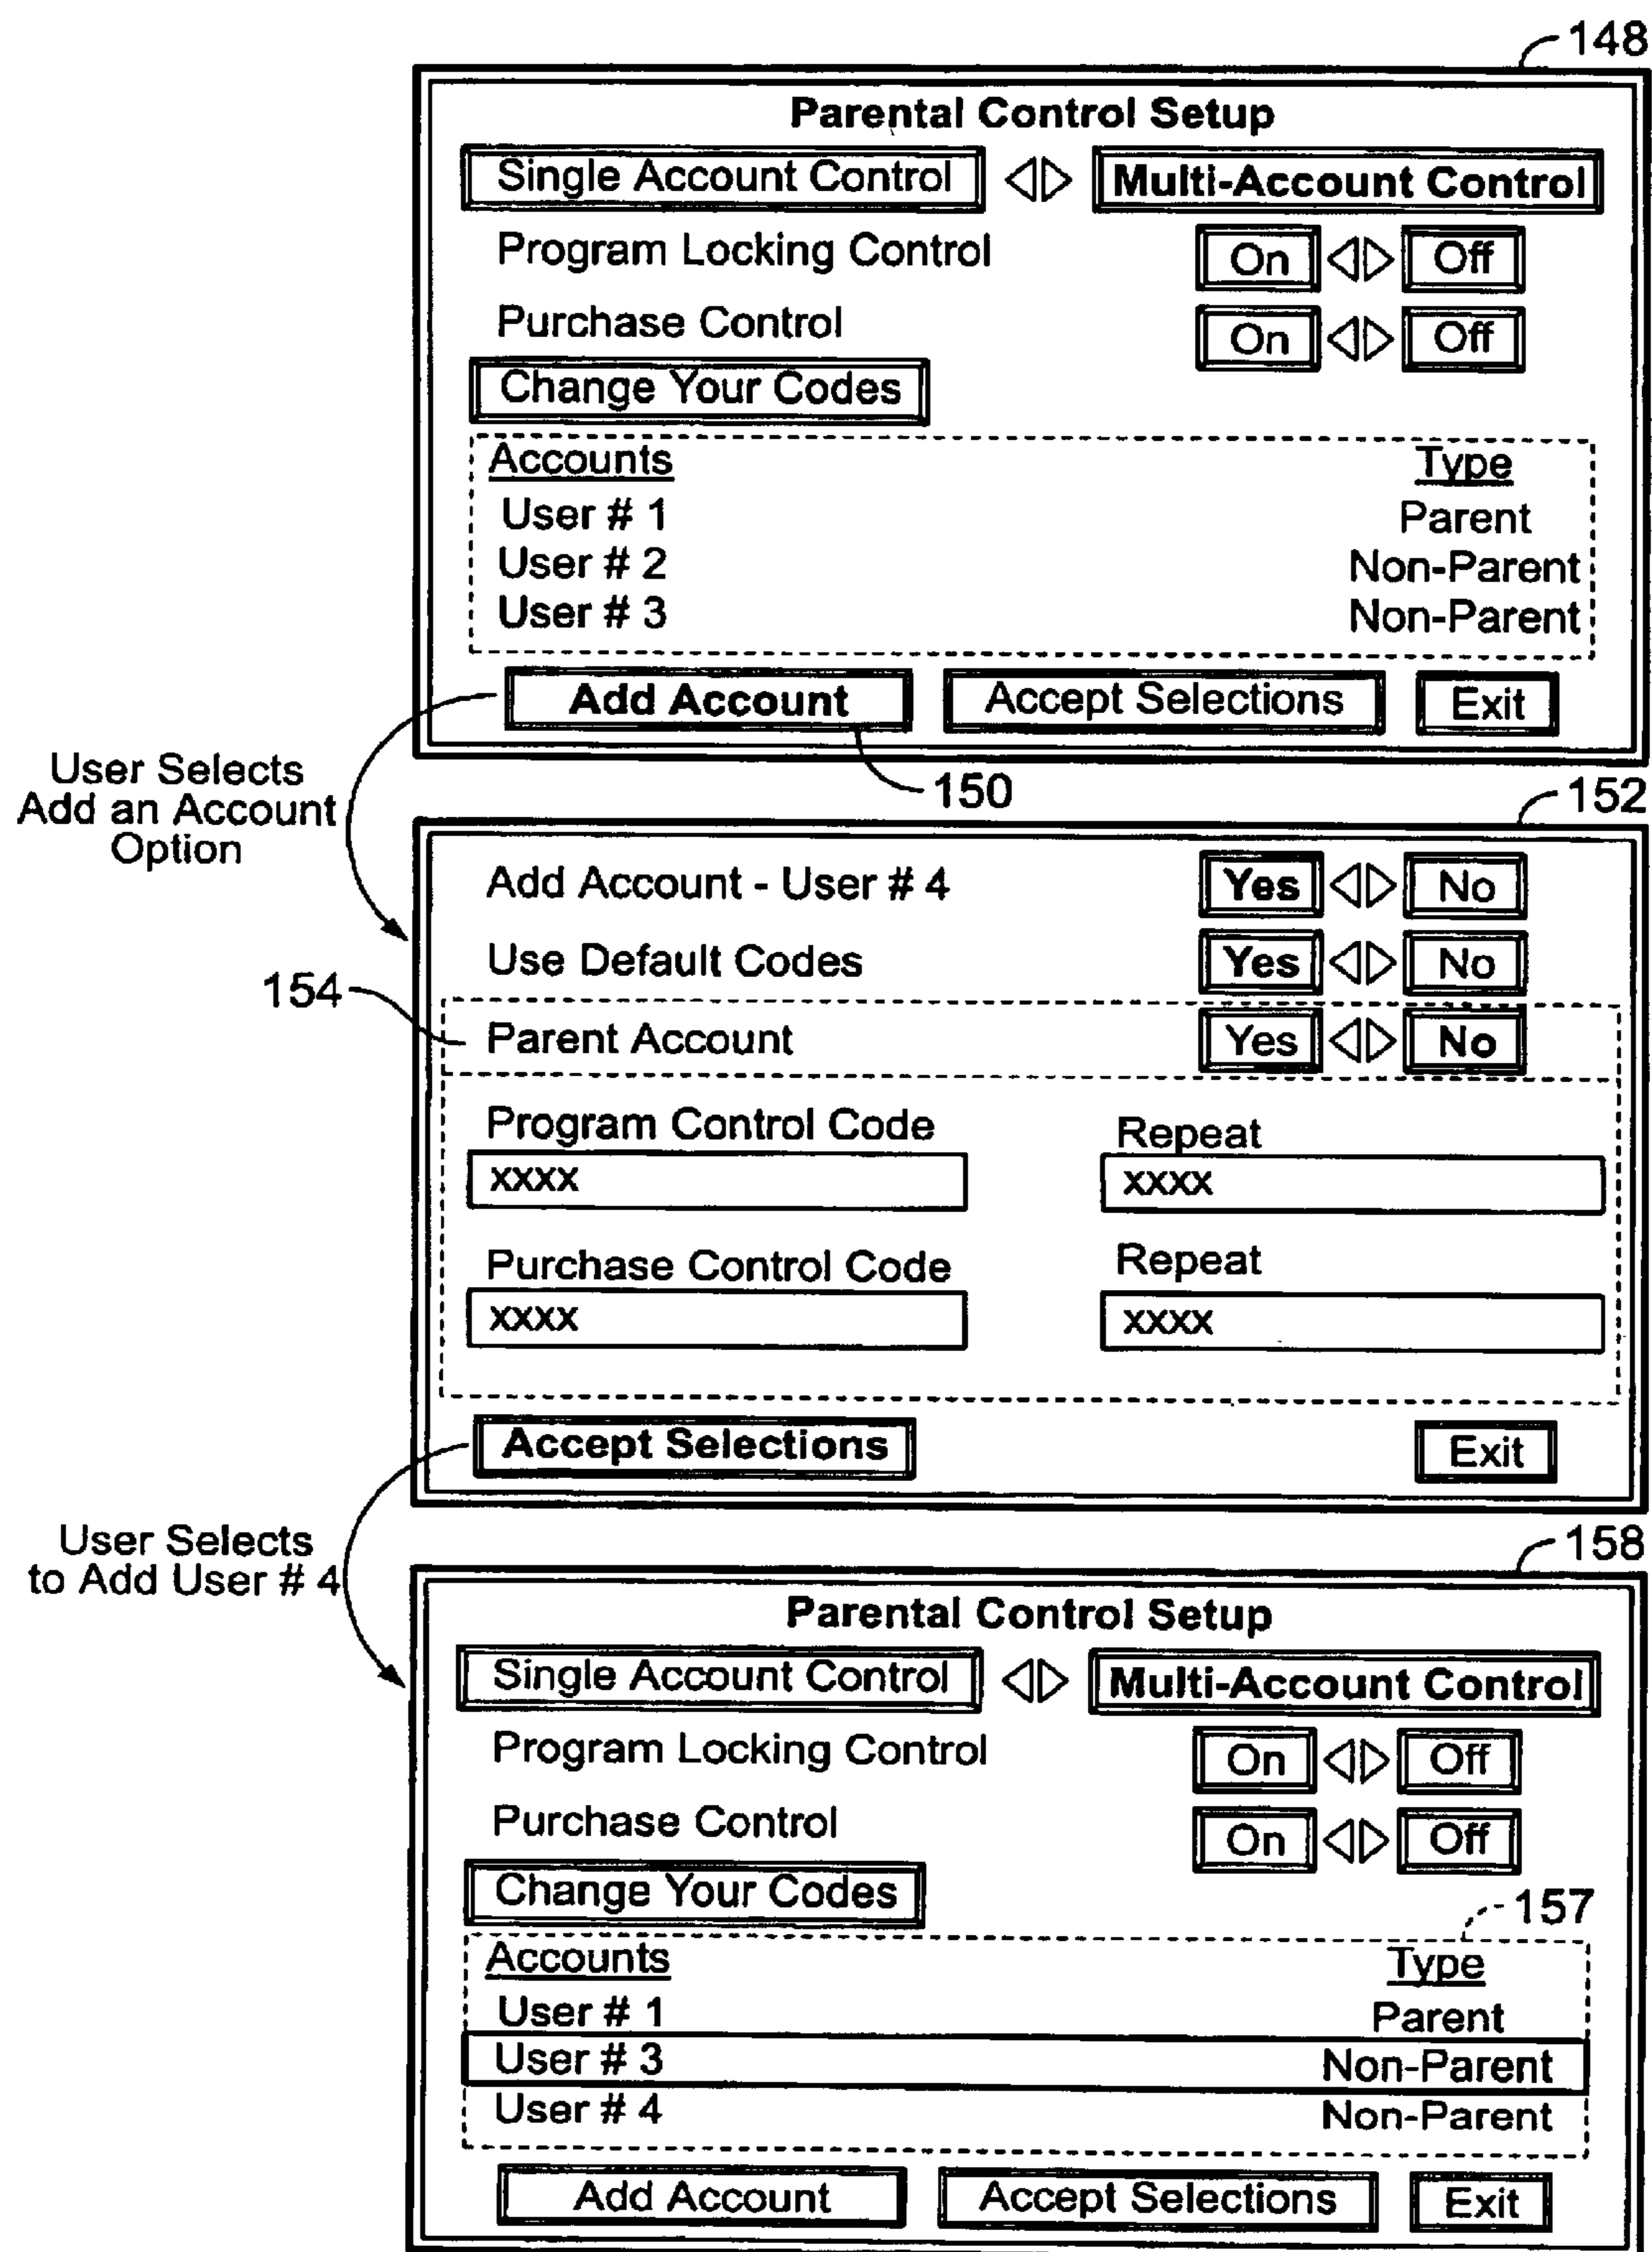 148
Parental Control Setup
Single Account Control Multi-Account Control
Program Locking Control On Off
Purchase Control On Off
Change Your Codes
Accounts Type
User # 1 Parent
User # 2 Non-Parent
User # 3 Non-Parent
Add Account Accept Selections Exit
150
User Selects
Add an Account
Option
152
Add Account - User # 4 Yes No
Use Default Codes Yes No
154
Parent Account Yes No
Program Control Code Repeat
xxxx xxxx
Purchase Control Code Repeat
xxxx xxxx
Accept Selections Exit
User Selects
to Add User # 4
158
Parental Control Setup
Single Account Control Multi-Account Control
Program Locking Control On Off
Purchase Control On Off
Change Your Codes
157
Accounts Type
User # 1 Parent
User # 3 Non-Parent
User # 4 Non-Parent
Add Account Accept Selections Exit